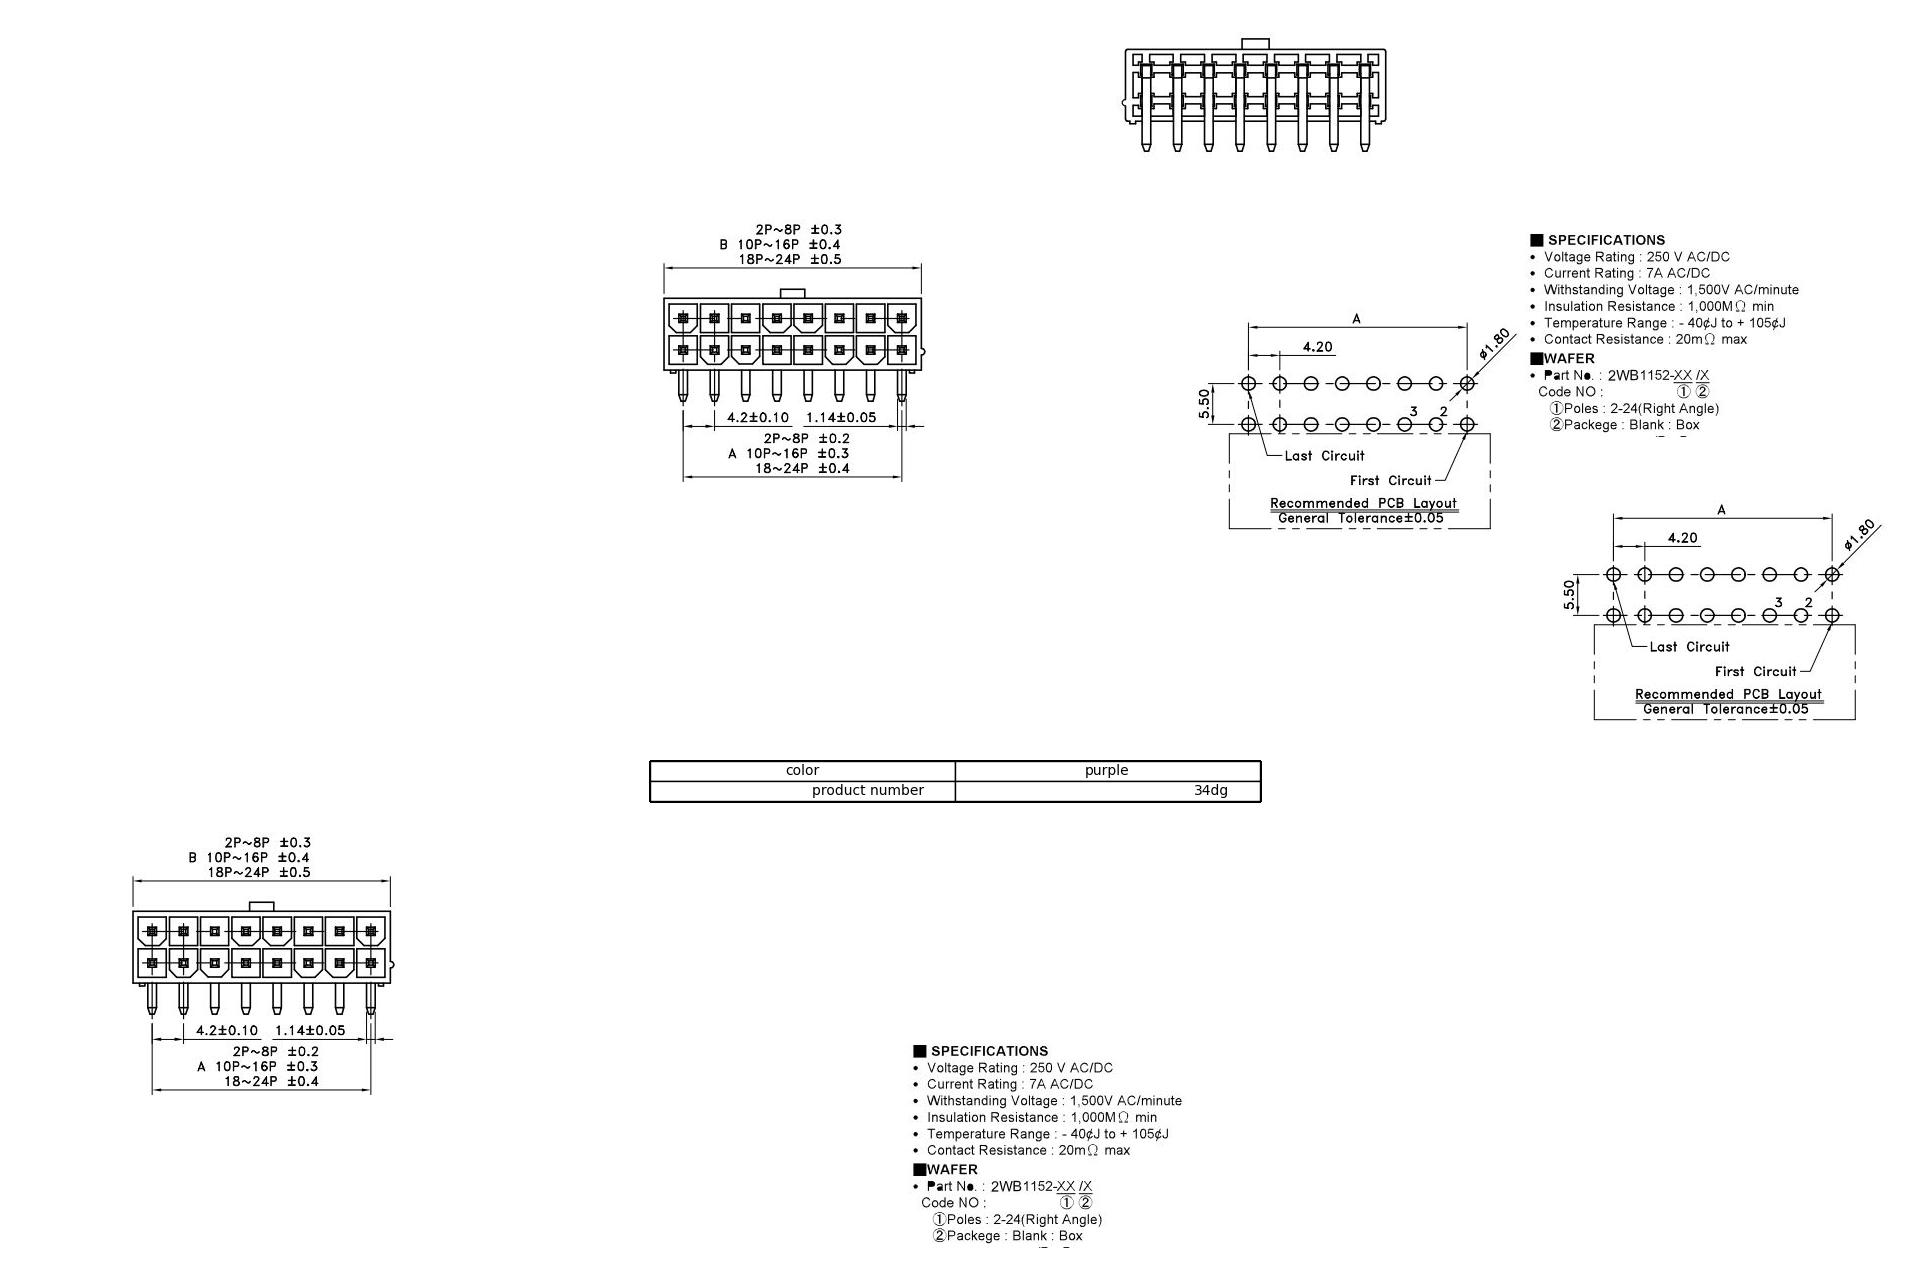 2P~8P ±0.3
B 10P~16P ±0.4
18P~24P ±0.5
4.2±0.10 1.14±0.05
2P~8P ±0.2
A 10P~16P ±0.3
18~24P ±0.4
A
4.20
ø1.80
5.50
3 2
Last Circuit
First Circuit
Recommended PCB Layout
General Tolerance±0.05
■ SPECIFICATIONS
• Voltage Rating : 250 V AC/DC
• Current Rating : 7A AC/DC
• Withstanding Voltage : 1,500V AC/minute
• Insulation Resistance : 1,000MΩ min
• Temperature Range : - 40¢J to + 105¢J
• Contact Resistance : 20mΩ max
■WAFER
• Part No. : 2WB1152-XX /X
Code NO : ① ②
①Poles : 2-24(Right Angle)
②Packege : Blank : Box
A
4.20
ø1.80
5.50
3 2
Last Circuit
First Circuit
Recommended PCB Layout
General Tolerance±0.05
color purple
product number 34dg
2P~8P ±0.3
B 10P~16P ±0.4
18P~24P ±0.5
4.2±0.10 1.14±0.05
2P~8P ±0.2
A 10P~16P ±0.3
18~24P ±0.4
■ SPECIFICATIONS
• Voltage Rating : 250 V AC/DC
• Current Rating : 7A AC/DC
• Withstanding Voltage : 1,500V AC/minute
• Insulation Resistance : 1,000MΩ min
• Temperature Range : - 40¢J to + 105¢J
• Contact Resistance : 20mΩ max
■WAFER
• Part No. : 2WB1152-XX /X
Code NO : ① ②
①Poles : 2-24(Right Angle)
②Packege : Blank : Box